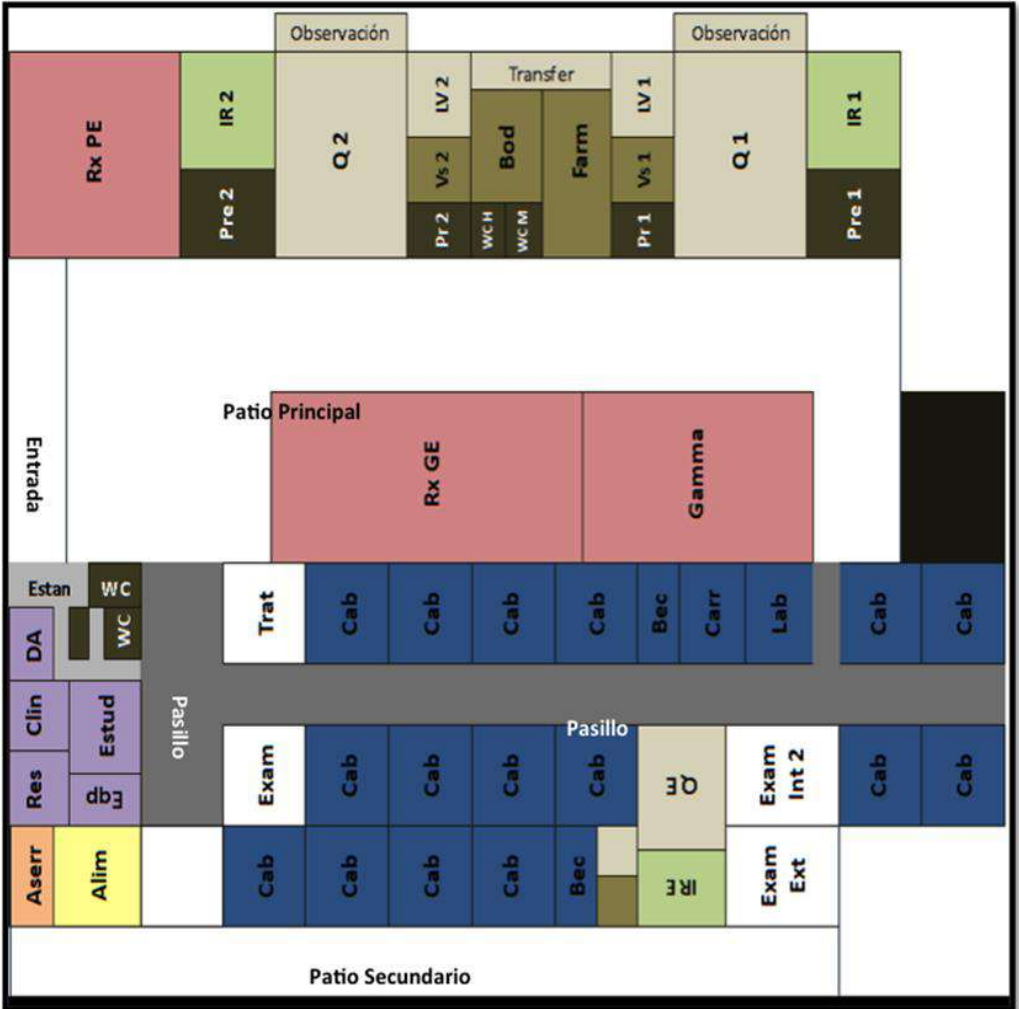 Observación
Observación
Rx PE
IR 2
Pre 2
Q 2
LV 2
Vs 2
Pr 2
Transfer
Bod
WC H
WC M
Farm
LV 1
Vs 1
Pr 1
Q 1
IR 1
Pre 1
Entrada
Patio Principal
Rx GE
Gamma
Estan
WC
WC
DA
Clin
Estud
Res
Eqp
Pasillo
Trat
Cab
Cab
Cab
Cab
Bec
Carr
Lab
Cab
Cab
Pasillo
Exam
Cab
Cab
Cab
Cab
QE
Exam
Int 2
Cab
Cab
Aserr
Alim
Cab
Cab
Cab
Cab
Bec
IRE
Exam
Ext
Patio Secundario